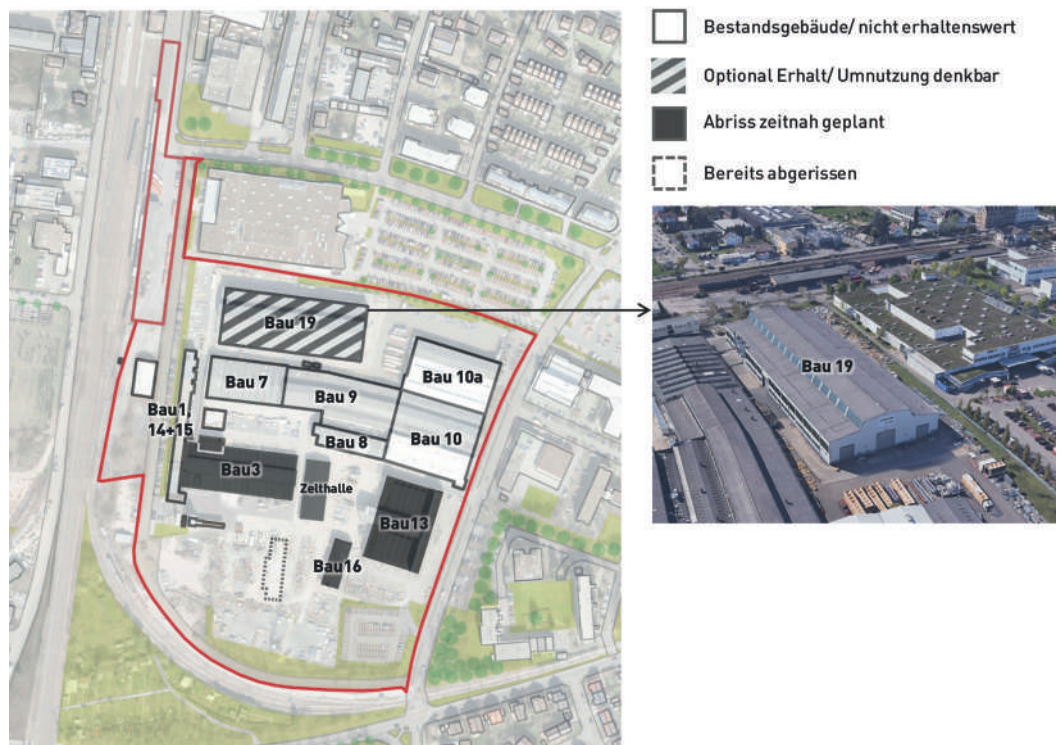 Bestandsgebäude/ nicht erhaltenswert
Optional Erhalt/ Umnutzung denkbar
Abriss zeitnah geplant
Bereits abgerissen
Bau 19
Bau 19
Bau 10a
Bau 7
Bau 9
Bau 1,
14+15
Bau 8
Bau 10
Bau3
Zelthalle
Bau13
Bau16